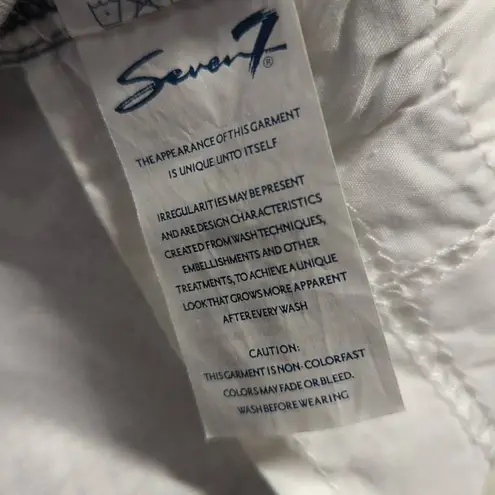 Seven7®
THE APPEARANCE OF THIS GARMENT
IS UNIQUE UNTO ITSELF
IRREGULARITIES MAY BE PRESENT
AND ARE DESIGN CHARACTERISTICS
CREATED FROM WASH TECHNIQUES,
EMBELLISHMENTS AND OTHER
TREATMENTS, TO ACHIEVE A UNIQUE
LOOK THAT GROWS MORE APPARENT
AFTER EVERY WASH
CAUTION:
THIS GARMENT IS NON-COLORFAST
COLORS MAY FADE OR BLEED.
WASH BEFORE WEARING